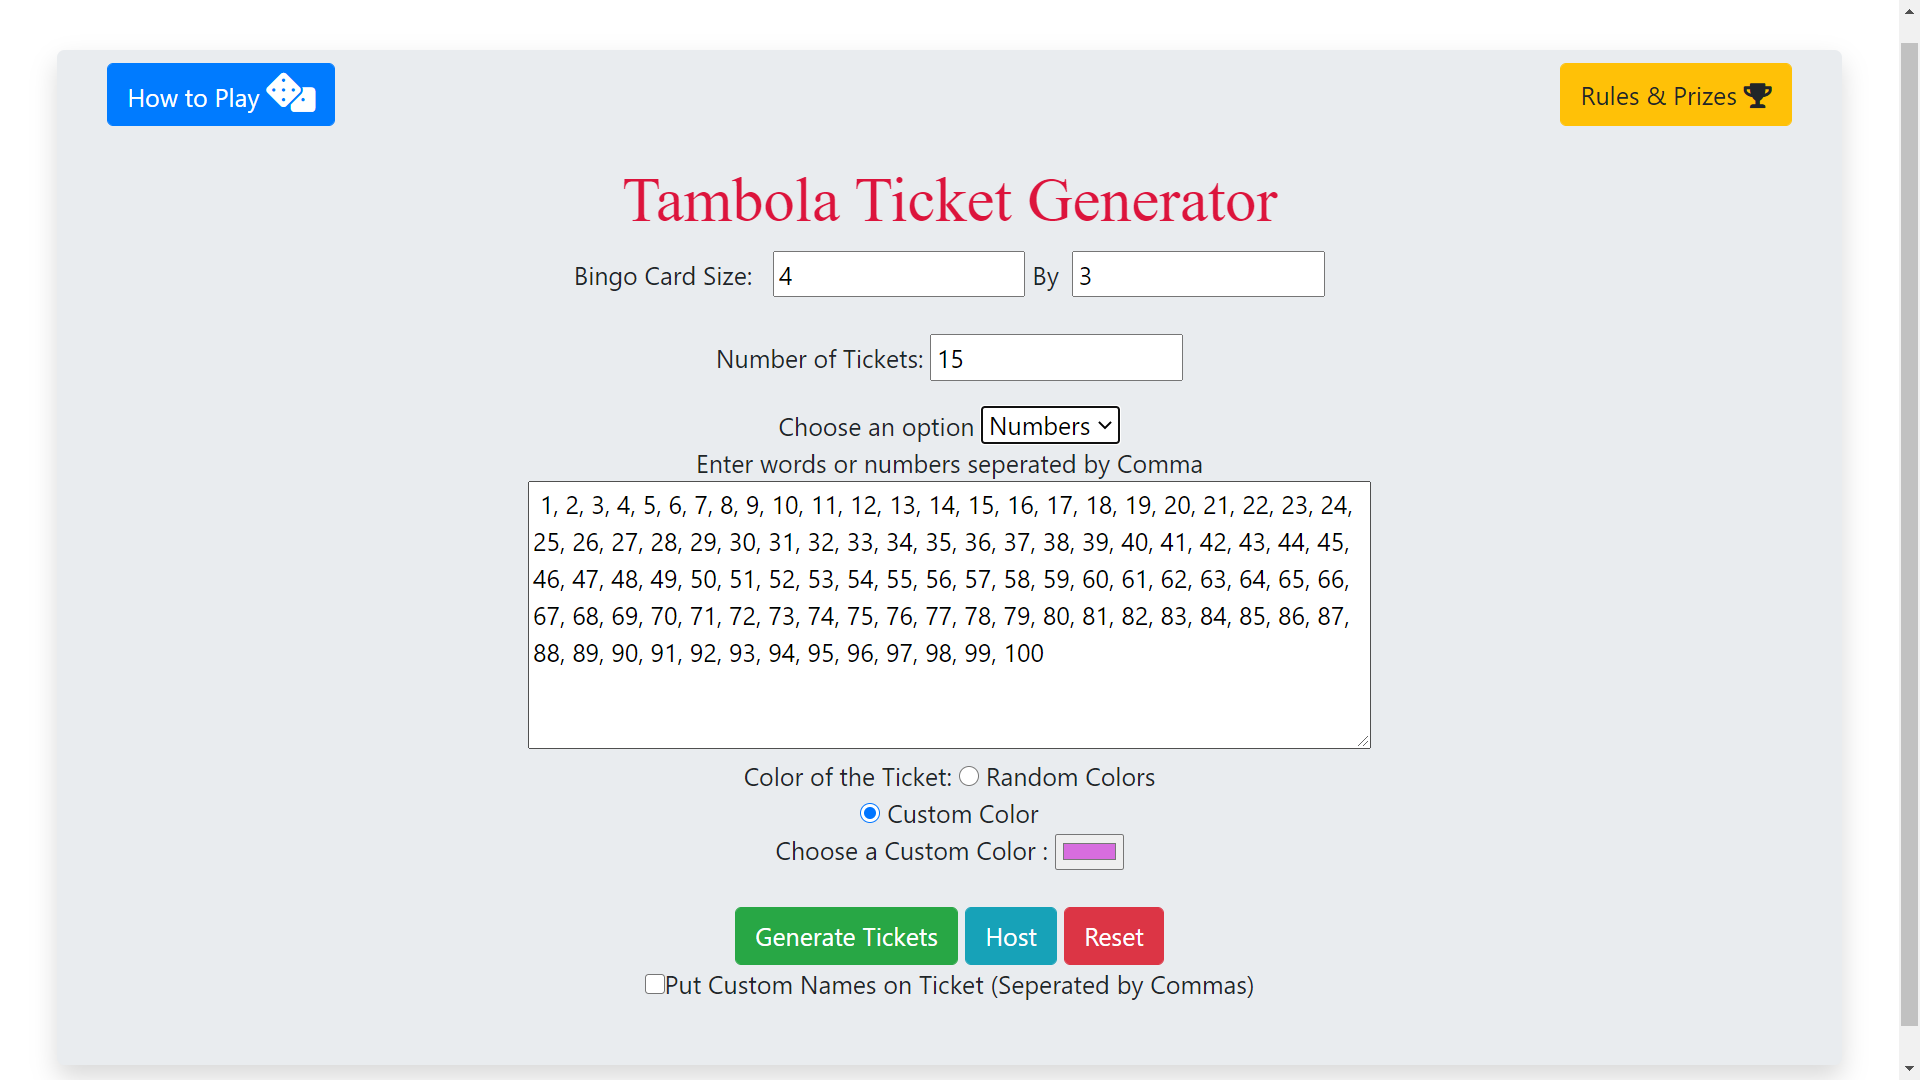 How to Play
Rules & Prizes
Tambola Ticket Generator
Bingo Card Size: 4 By 3
Number of Tickets: 15
Choose an option Numbers
Enter words or numbers seperated by Comma
1, 2, 3, 4, 5, 6, 7, 8, 9, 10, 11, 12, 13, 14, 15, 16, 17, 18, 19, 20, 21, 22, 23, 24,
25, 26, 27, 28, 29, 30, 31, 32, 33, 34, 35, 36, 37, 38, 39, 40, 41, 42, 43, 44, 45,
46, 47, 48, 49, 50, 51, 52, 53, 54, 55, 56, 57, 58, 59, 60, 61, 62, 63, 64, 65, 66,
67, 68, 69, 70, 71, 72, 73, 74, 75, 76, 77, 78, 79, 80, 81, 82, 83, 84, 85, 86, 87,
88, 89, 90, 91, 92, 93, 94, 95, 96, 97, 98, 99, 100
Color of the Ticket: Random Colors
Custom Color
Choose a Custom Color :
Generate Tickets Host Reset
Put Custom Names on Ticket (Seperated by Commas)